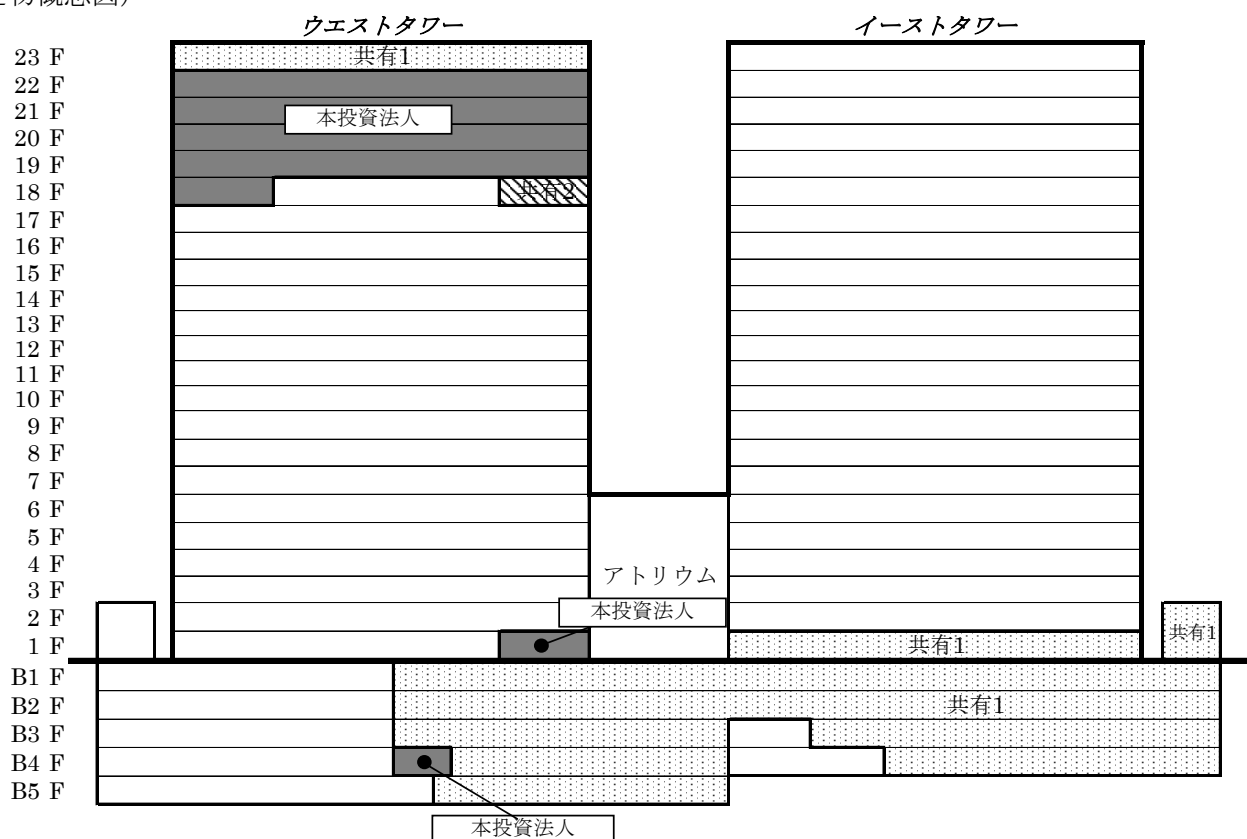 ウエストタワー イーストタワー
23 F 共有1
22 F
21 F 本投資法人
20 F
19 F
18 F 共有2
17 F
16 F
15 F
14 F
13 F
12 F
11 F
10 F
9 F
8 F
7 F
6 F
5 F
4 F アトリウム
3 F
2 F 本投資法人
1 F 共有1 共有1
B1 F
B2 F 共有1
B3 F
B4 F
B5 F
本投資法人